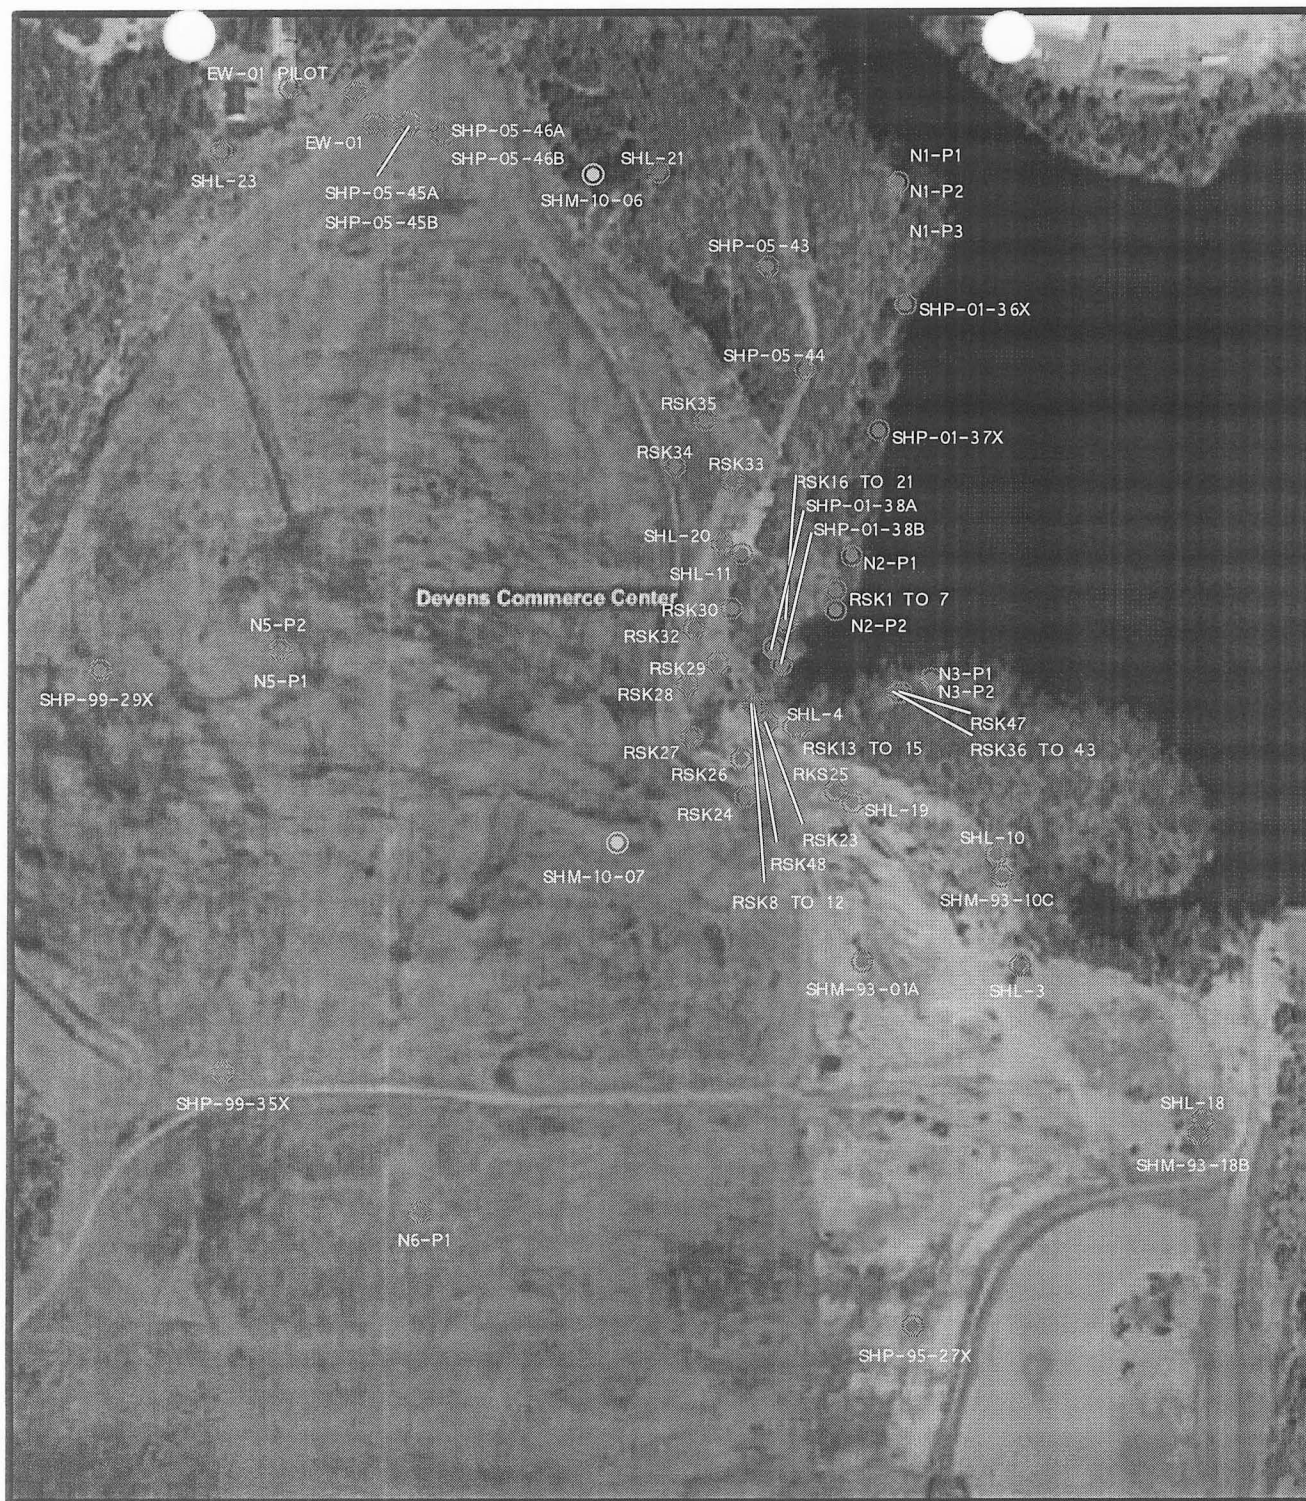 EW-01 PILOT
EW-01
SHP-05-46A
SHP-05-46B
SHL-21
N1-P1
SHL-23
SHP-05-45A
SHM-10-06
N1-P2
SHP-05-45B
N1-P3
SHP-05-43
SHP-01-36X
SHP-05-44
RSK35
SHP-01-37X
RSK34
RSK33
RSK16 TO 21
SHP-01-38A
SHP-01-38B
SHL-20
N2-P1
SHL-11
Devens Commerce Center
RSK1 TO 7
RSK30
N5-P2
N2-P2
RSK32
RSK29
N3-P1
N5-P1
N3-P2
SHP-99-29X
RSK28
SHL-4
RSK47
RSK27
RSK13 TO 15
RSK36 TO 43
RSK26
RKS25
RSK24
SHL-19
RSK23
SHL-10
RSK48
SHM-10-07
RSK8 TO 12
SHM-93-10C
SHM-93-01A
SHL-3
SHP-99-35X
SHL-18
SHM-93-18B
N6-P1
SHP-95-27X